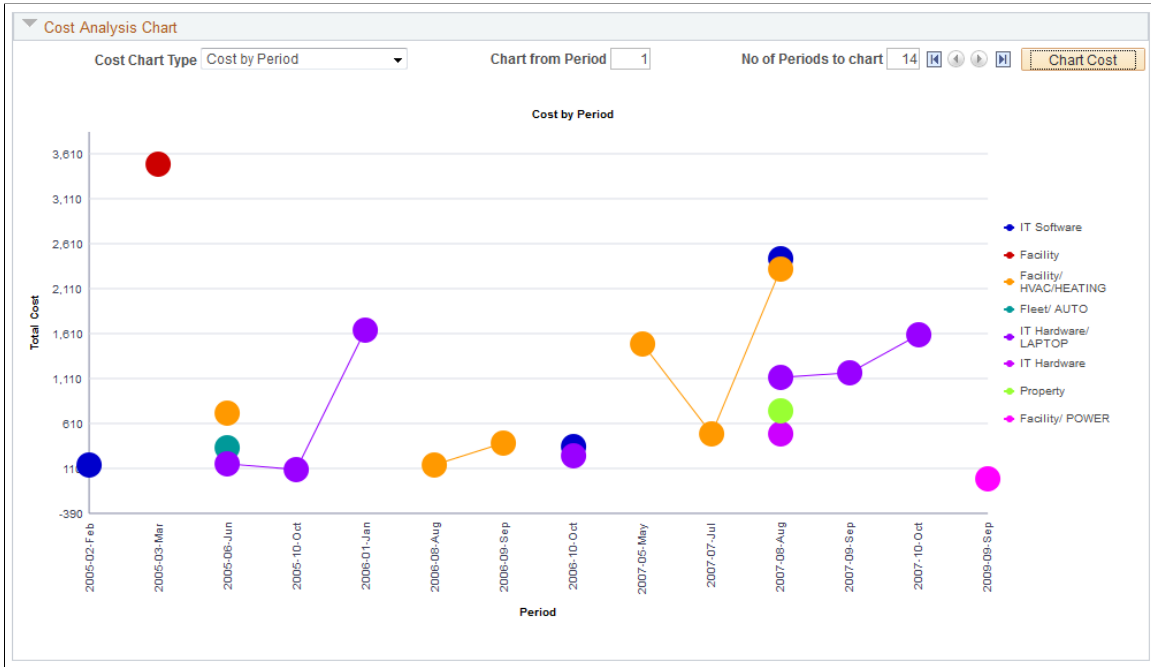 Cost Analysis Chart
Cost Chart Type Cost by Period Chart from Period 1 No of Periods to chart 14 Chart Cost
Cost by Period
3,610
3,110
2,610
2,110
1,610
1,110
610
110
-390
Total Cost
2005-02-Feb
2005-03-Mar
2005-06-Jun
2005-10-Oct
2006-01-Jan
2006-08-Aug
2006-09-Sep
2006-10-Oct
2007-05-May
2007-07-Jul
2007-08-Aug
2007-09-Sep
2007-10-Oct
2009-09-Sep
Period
IT Software
Facility
Facility/
HVAC/HEATING
Fleet/ AUTO
IT Hardware/
LAPTOP
IT Hardware
Property
Facility/ POWER